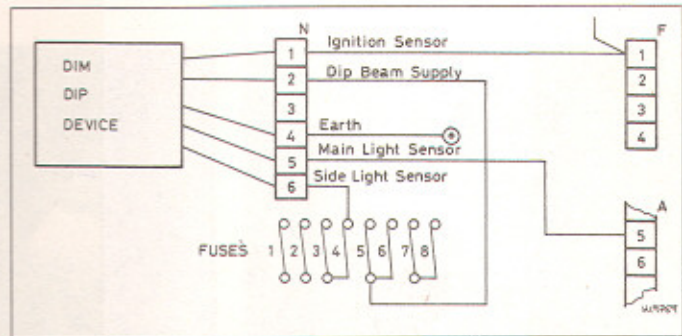 N
F
1 Ignition Sensor 1
2 Dip Beam Supply 2
3 3
4 Earth 4
5 Main Light Sensor
6 Side Light Sensor
DIM
DIP
DEVICE
A
5
6
FUSES 1 2 3 4 5 6 7 8